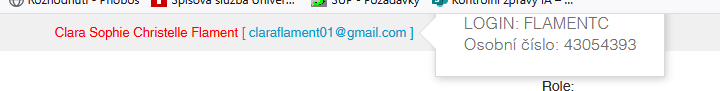 Rozhodnutí - Phobos Spisová služba Univer... SUP - Požadavky Kontrolní zprávy IA – ...
Clara Sophie Christelle Flament [ claraflament01@gmail.com ]
LOGIN: FLAMENTC
Osobní číslo: 43054393
Role: